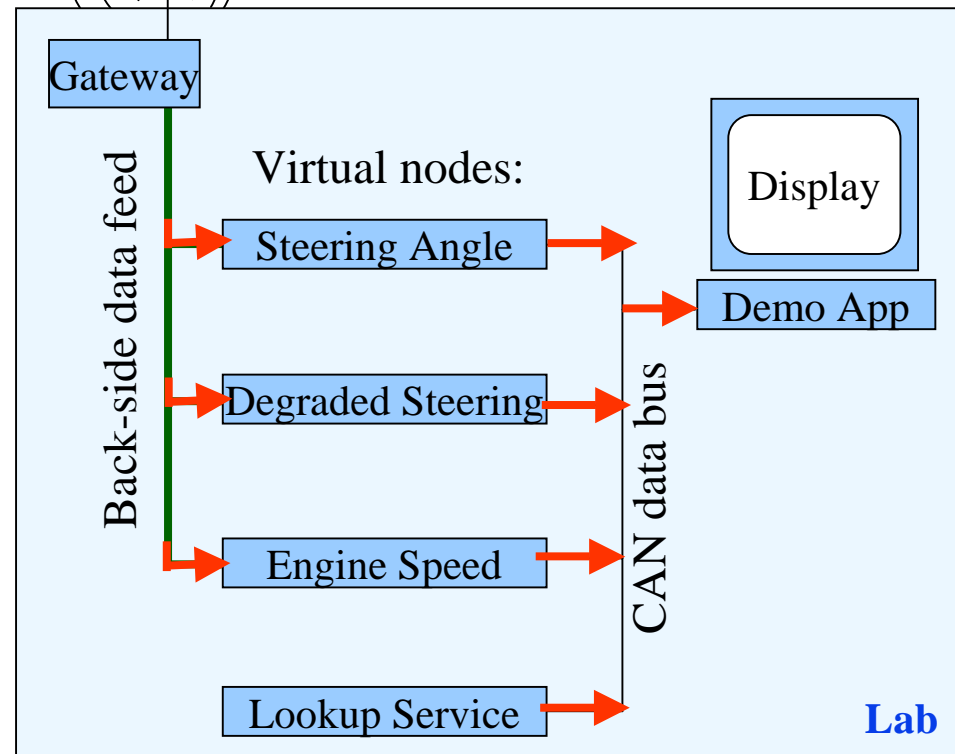 Gateway
Back-side data feed
Virtual nodes:
Steering Angle
Degraded Steering
Engine Speed
Lookup Service
CAN data bus
Display
Demo App
Lab